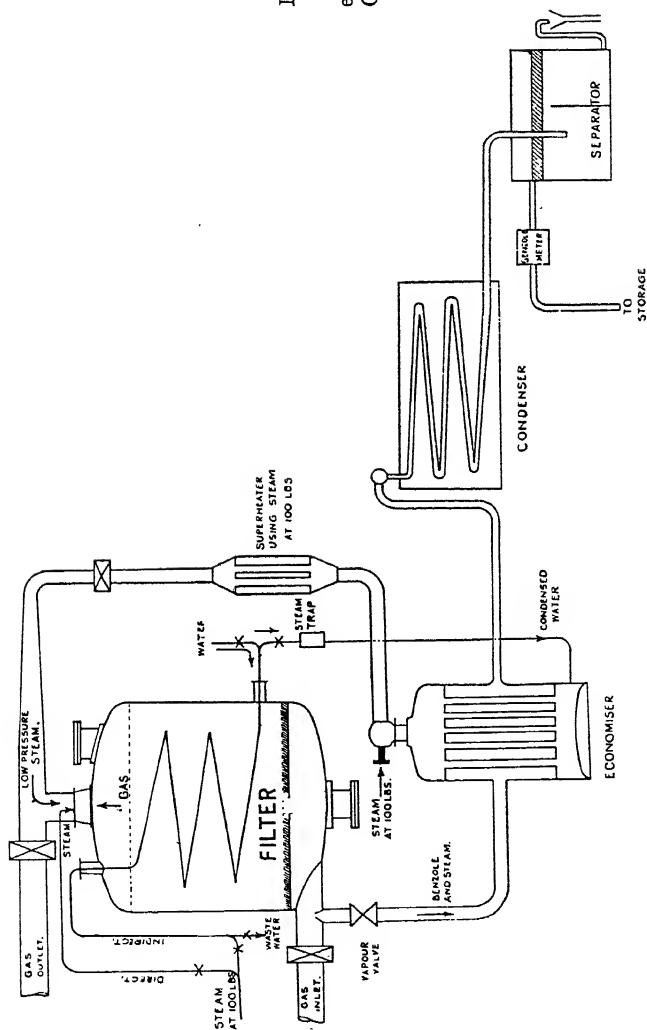 GAS
OUTLET.
LOW PRESSURE
STEAM.
STEAM
GAS
DIRECT.
INDIRECT.
STEAM
AT 100 LBS
WASTE
WATER
GAS
INLET.
FILTER
WATER
STEAM
TRAP
SUPERHEATER
USING STEAM
AT 100 LBS
STEAM
AT 100 LBS.
VAPOUR
VALVE
BENZOLE
AND STEAM.
CONDENSED
WATER
ECONOMISER
CONDENSER
BENZOLE
METER
TO
STORAGE
SEPARATOR
e